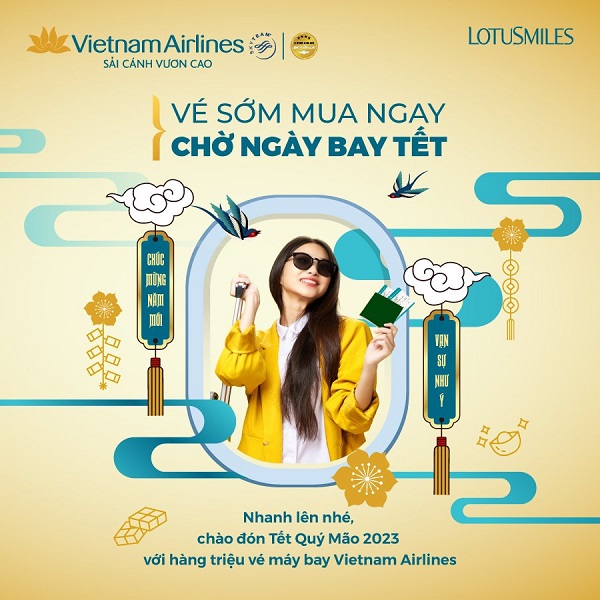 Vietnam Airlines
SẢI CÁNH VƯƠN CAO
SKYTEAM
LOTUSMILES
VÉ SỚM MUA NGAY
CHỜ NGÀY BAY TẾT
CHÚC
MỪNG
NĂM
MỚI
VẠN
SỰ
NHƯ
Ý
Nhanh lên nhé,
chào đón Tết Quý Mão 2023
với hàng triệu vé máy bay Vietnam Airlines